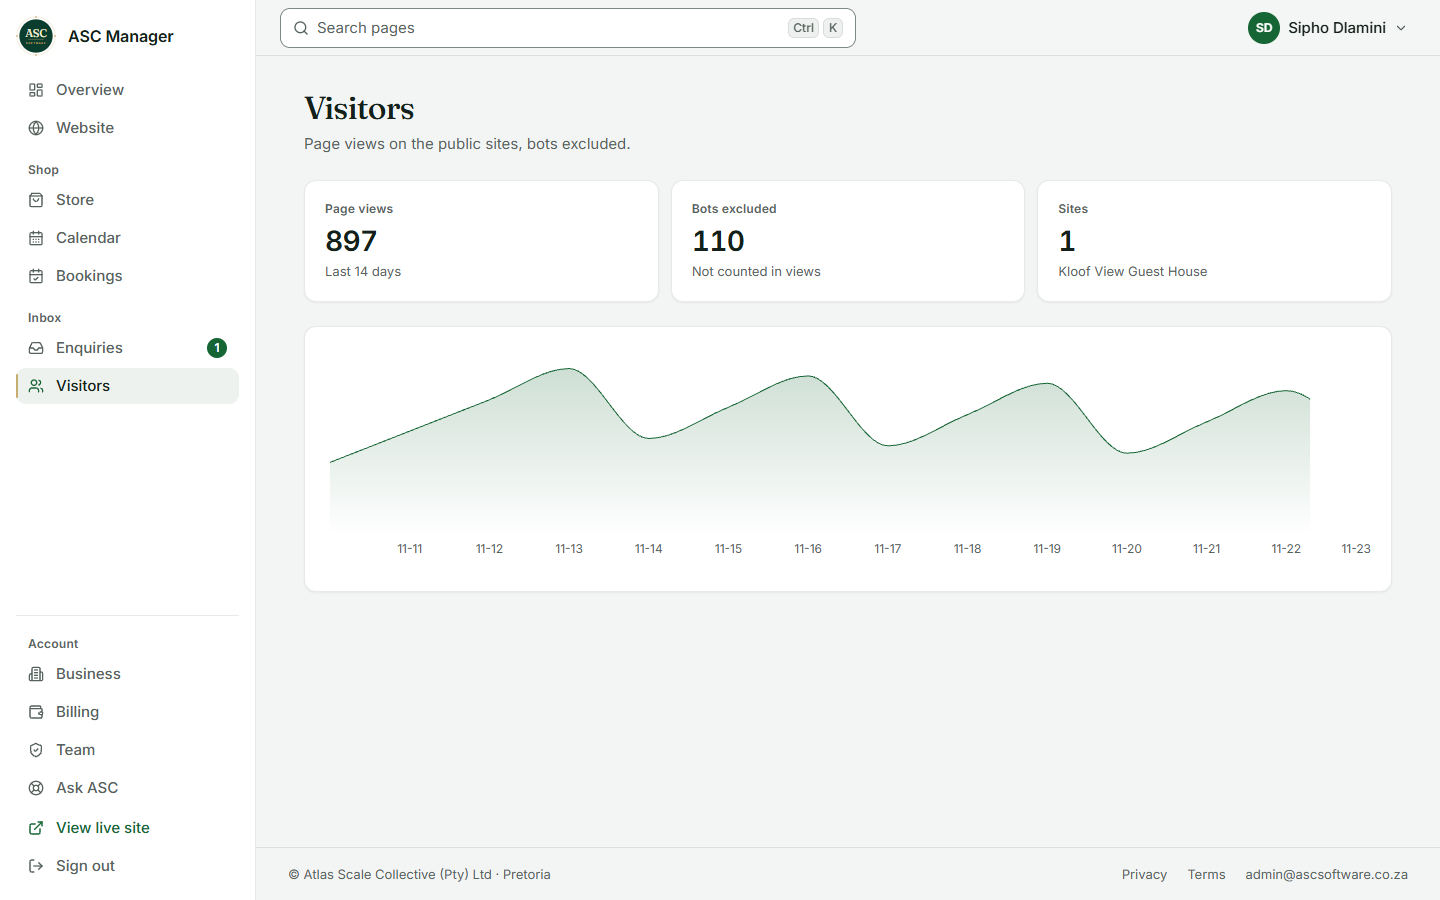 ASC
ASC Manager
Search pages
Ctrl K
SD
Sipho Dlamini
Overview
Website
Shop
Store
Calendar
Bookings
Inbox
Enquiries
1
Visitors
Account
Business
Billing
Team
Ask ASC
View live site
Sign out
Visitors
Page views on the public sites, bots excluded.
Page views
897
Last 14 days
Bots excluded
110
Not counted in views
Sites
1
Kloof View Guest House
11-11 11-12 11-13 11-14 11-15 11-16 11-17 11-18 11-19 11-20 11-21 11-22 11-23
© Atlas Scale Collective (Pty) Ltd · Pretoria
Privacy Terms admin@ascsoftware.co.za